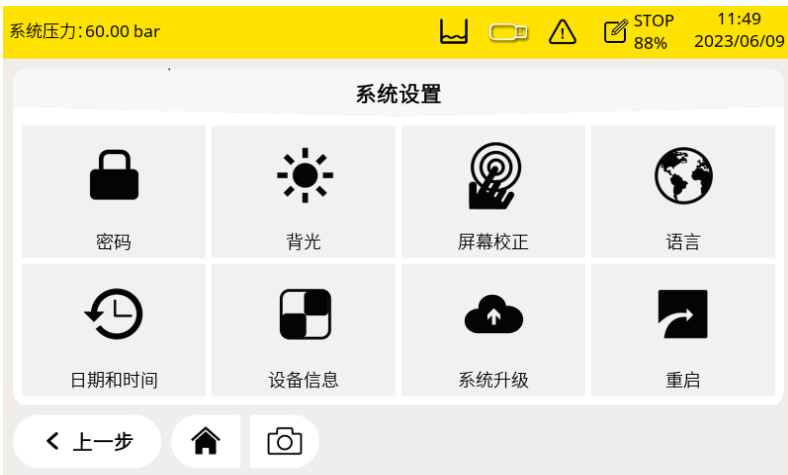 系统压力：60.00 bar
STOP
88%
11:49
2023/06/09
系统设置
密码
背光
屏幕校正
语言
日期和时间
设备信息
系统升级
重启
上一步